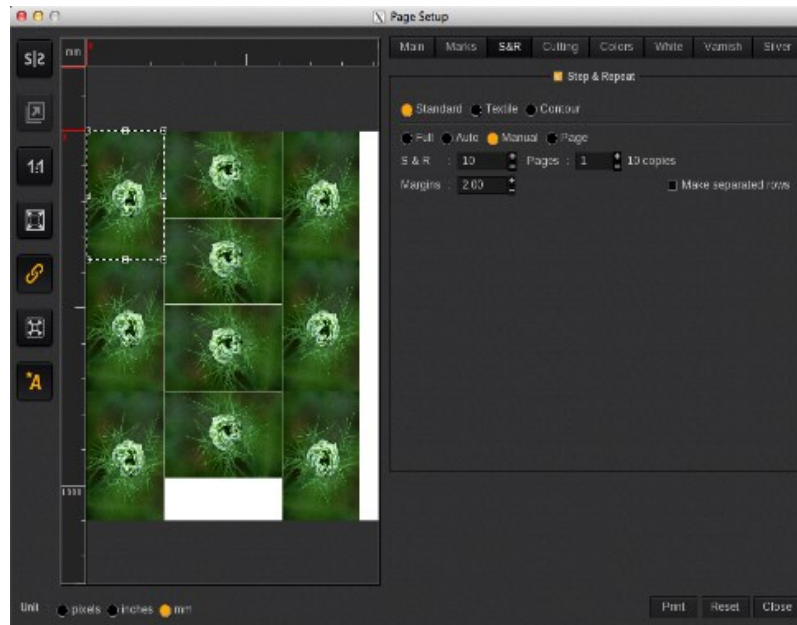 Page Setup
S|S
mm
Main Marks S&R Cutting Colors White Varnish Silver
Step & Repeat
Standard Textile Contour
1:1
Full Auto Manual Page
S & R : 10 Pages : 1 10 copies
Margins : 2.00 Make separated rows
*A
1000
Unit pixels inches mm
Print Reset Close